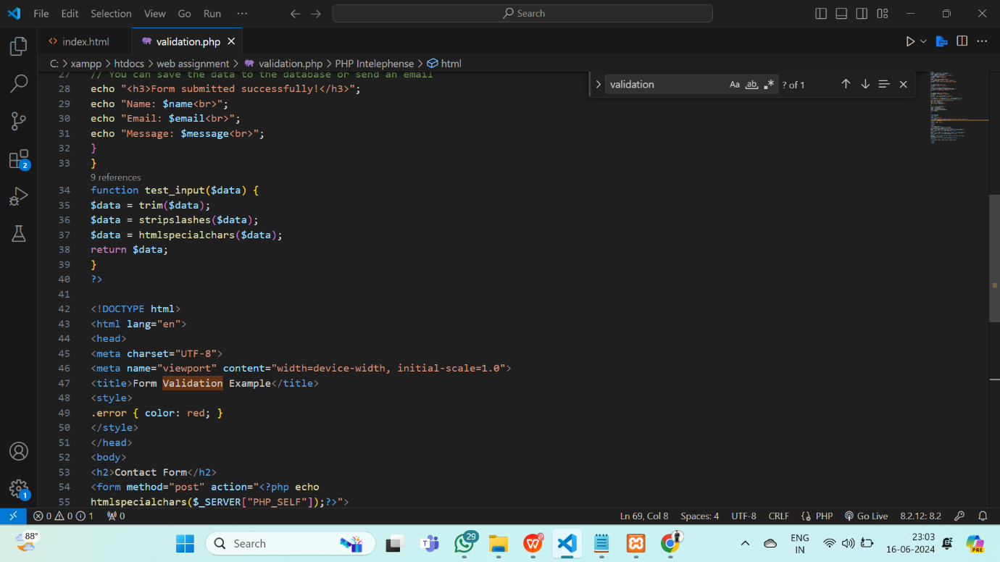 File Edit Selection View Go Run ··· Search
index.html validation.php
C: > xampp > htdocs > web assignment > validation.php > PHP Intelephense > html
validation Aa ab .* ? of 1
27 // You can save the data to the database or send an email
28 echo "<h3>Form submitted successfully!</h3>";
29 echo "Name: $name<br>";
30 echo "Email: $email<br>";
31 echo "Message: $message<br>";
32 }
33 }
9 references
34 function test_input($data) {
35 $data = trim($data);
36 $data = stripslashes($data);
37 $data = htmlspecialchars($data);
38 return $data;
39 }
40 ?>
41
42 <!DOCTYPE html>
43 <html lang="en">
44 <head>
45 <meta charset="UTF-8">
46 <meta name="viewport" content="width=device-width, initial-scale=1.0">
47 <title>Form Validation Example</title>
48 <style>
49 .error { color: red; }
50 </style>
51 </head>
52 <body>
53 <h2>Contact Form</h2>
54 <form method="post" action="<?php echo
55 htmlspecialchars($_SERVER["PHP_SELF"]);?>">
2
1
0 0 1 0 Ln 69, Col 8 Spaces: 4 UTF-8 CRLF {} PHP Go Live 8.2.12: 8.2
88° Search 29 ENG 23:03
IN 16-06-2024 PRE